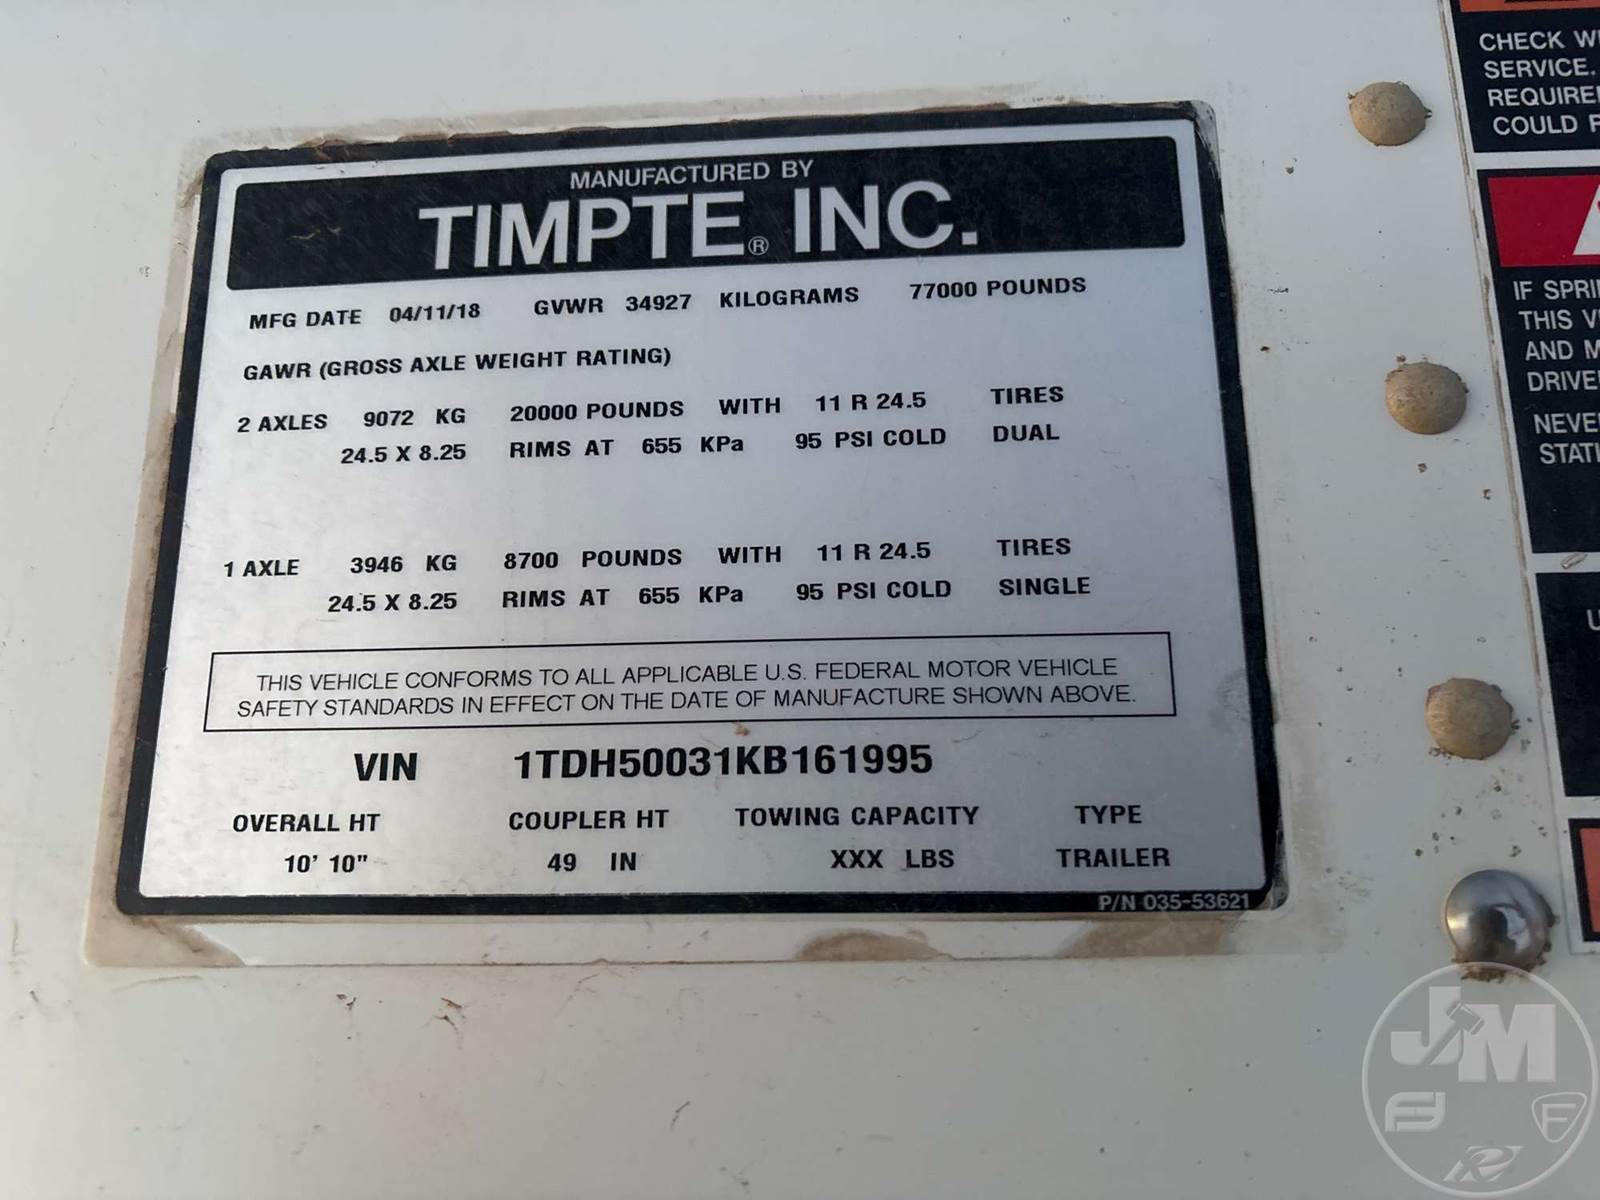 MANUFACTURED BY
TIMPTE® INC.
MFG DATE 04/11/18 GVWR 34927 KILOGRAMS 77000 POUNDS
GAWR (GROSS AXLE WEIGHT RATING)
2 AXLES 9072 KG 20000 POUNDS WITH 11 R 24.5 TIRES
24.5 X 8.25 RIMS AT 655 KPa 95 PSI COLD DUAL
1 AXLE 3946 KG 8700 POUNDS WITH 11 R 24.5 TIRES
24.5 X 8.25 RIMS AT 655 KPa 95 PSI COLD SINGLE
THIS VEHICLE CONFORMS TO ALL APPLICABLE U.S. FEDERAL MOTOR VEHICLE
SAFETY STANDARDS IN EFFECT ON THE DATE OF MANUFACTURE SHOWN ABOVE.
VIN 1TDH50031KB161995
OVERALL HT COUPLER HT TOWING CAPACITY TYPE
10' 10" 49 IN XXX LBS TRAILER
P/N 035-53621
CHECK
SERVICE.
COULD
IF
THIS
AND
JM